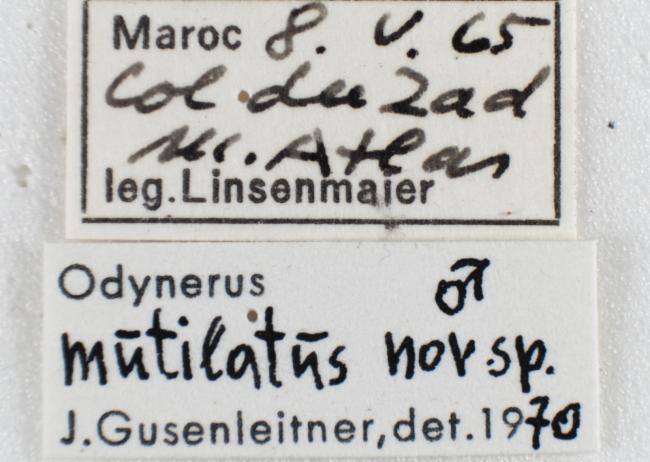 Maroc 8. V. 65
Col du Zad
M. Atlas
leg. Linsenmaier
Odynerus ♂
mūtilatūs nov. sp.
J. Gusenleitner, det. 1970